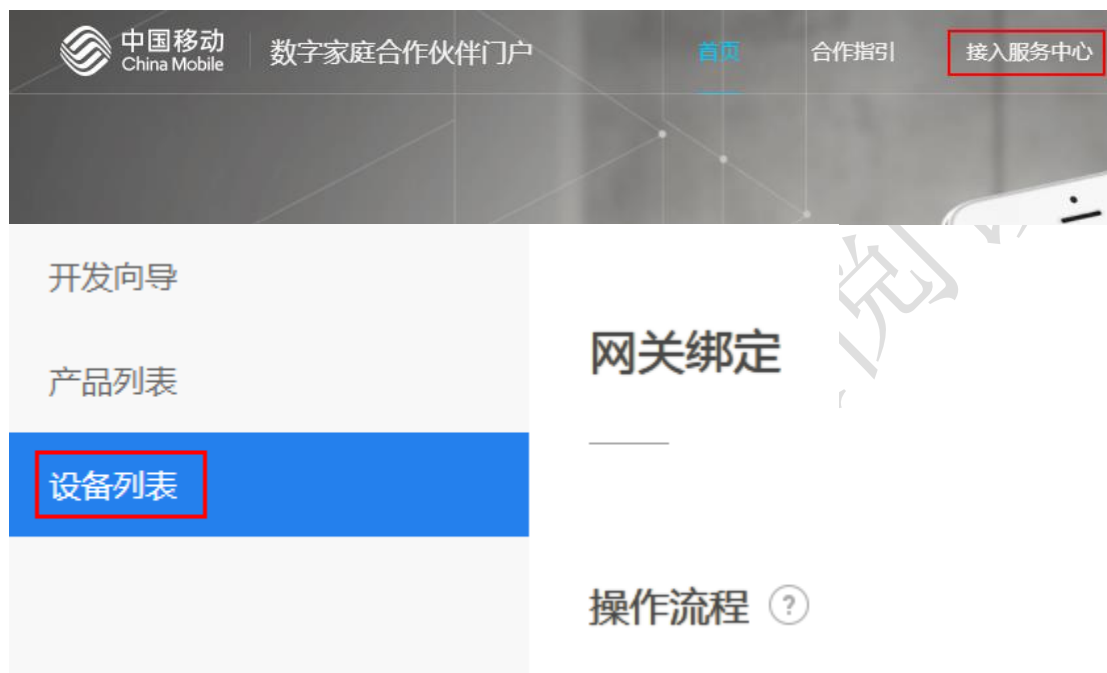 中国移动
China Mobile
数字家庭合作伙伴门户
首页
合作指引
接入服务中心
开发向导
产品列表
设备列表
网关绑定
操作流程 ?